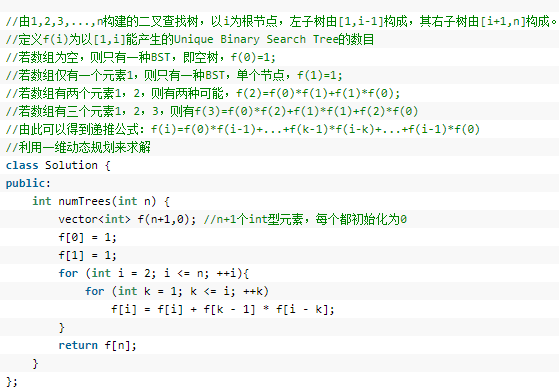 //由1,2,3,...,n构建的二叉查找树，以i为根节点，左子树由[1,i-1]构成，其右子树由[i+1,n]构成。
//定义f(i)为以[1,i]能产生的Unique Binary Search Tree的数目
//若数组为空，则只有一种BST，即空树，f(0)=1;
//若数组仅有一个元素1，则只有一种BST，单个节点，f(1)=1;
//若数组有两个元素1，2，则有两种可能，f(2)=f(0)*f(1)+f(1)*f(0);
//若数组有三个元素1，2，3，则有f(3)=f(0)*f(2)+f(1)*f(1)+f(2)*f(0)
//由此可以得到递推公式：f(i)=f(0)*f(i-1)+...+f(k-1)*f(i-k)+...+f(i-1)*f(0)
//利用一维动态规划来求解
class Solution {
public:
    int numTrees(int n) {
        vector<int> f(n+1,0); //n+1个int型元素，每个都初始化为0
        f[0] = 1;
        f[1] = 1;
        for (int i = 2; i <= n; ++i){
            for (int k = 1; k <= i; ++k)
                f[i] = f[i] + f[k - 1] * f[i - k];
        }
        return f[n];
    }
};